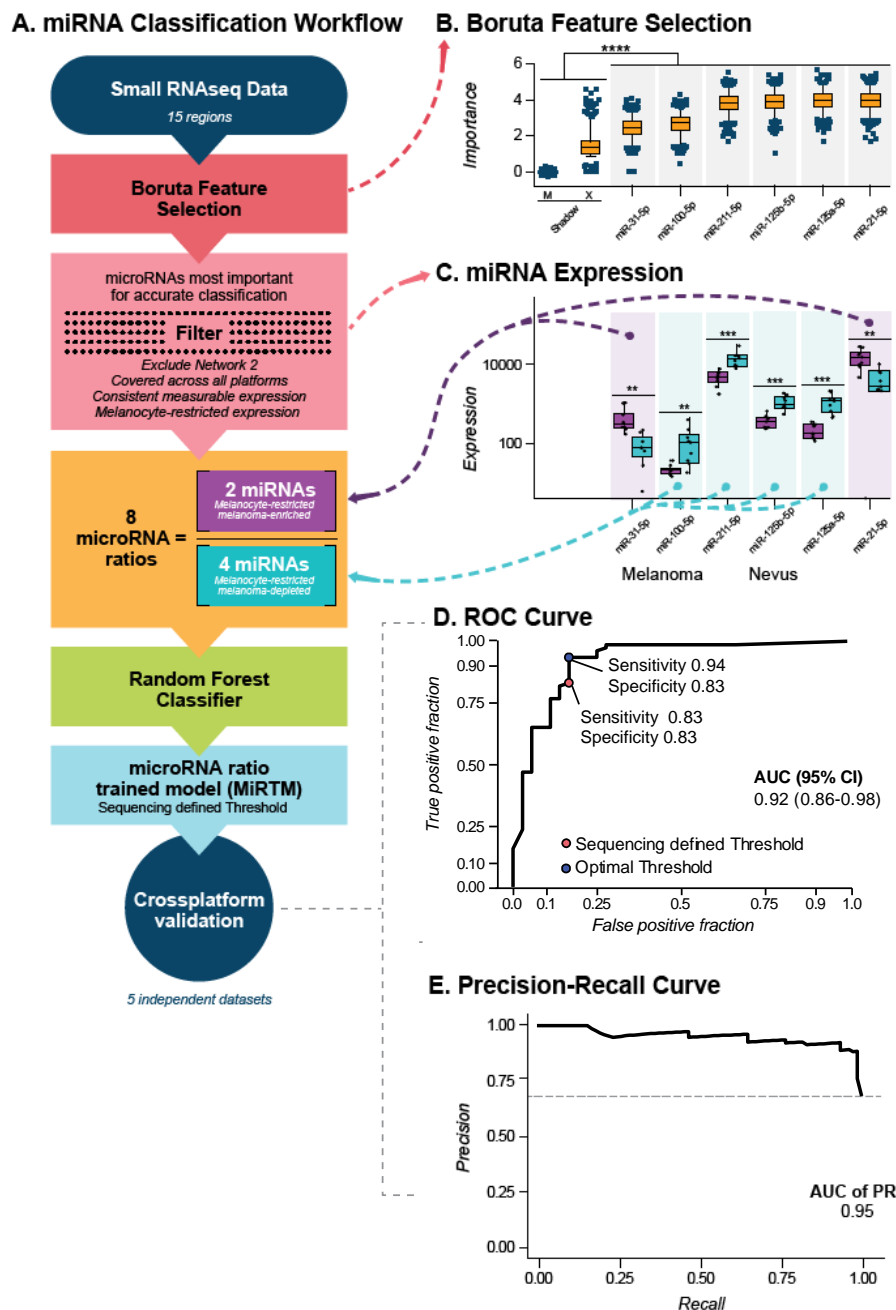 A. miRNA Classification Workflow
Small RNAseq Data
15 regions
Boruta Feature
Selection
microRNAs most important
for accurate classification
Filter
Exclude Network 2
Covered across all platforms
Consistent measurable expression
Melanocyte-restricted expression
8
microRNA =
ratios
2 miRNAs
Melanocyte-restricted
melanoma-enriched
4 miRNAs
Melanocyte-restricted
melanoma-depleted
Random Forest
Classifier
microRNA ratio
trained model (MiRTM)
Sequencing defined Threshold
Crossplatform
validation
5 independent datasets
B. Boruta Feature Selection
****
Importance
6
4
2
0
M
X
Shadow
miR-31-5p
miR-100-5p
miR-211-5p
miR-125b-5p
miR-125a-5p
miR-21-5p
C. miRNA Expression
Expression
10000
100
**
**
***
***
***
**
miR-31-5p
miR-100-5p
miR-211-5p
miR-125b-5p
miR-125a-5p
miR-21-5p
Melanoma
Nevus
D. ROC Curve
True positive fraction
1.00
0.90
0.75
0.50
0.25
0.10
0.00
Sensitivity 0.94
Specificity 0.83
Sensitivity 0.83
Specificity 0.83
AUC (95% CI)
0.92 (0.86-0.98)
Sequencing defined Threshold
Optimal Threshold
0.0
0.1
0.25
0.5
0.75
0.9
1.0
False positive fraction
E. Precision-Recall Curve
Precision
1.00
0.75
0.50
0.25
0.00
AUC of PR
0.95
0.00
0.25
0.50
0.75
1.00
Recall